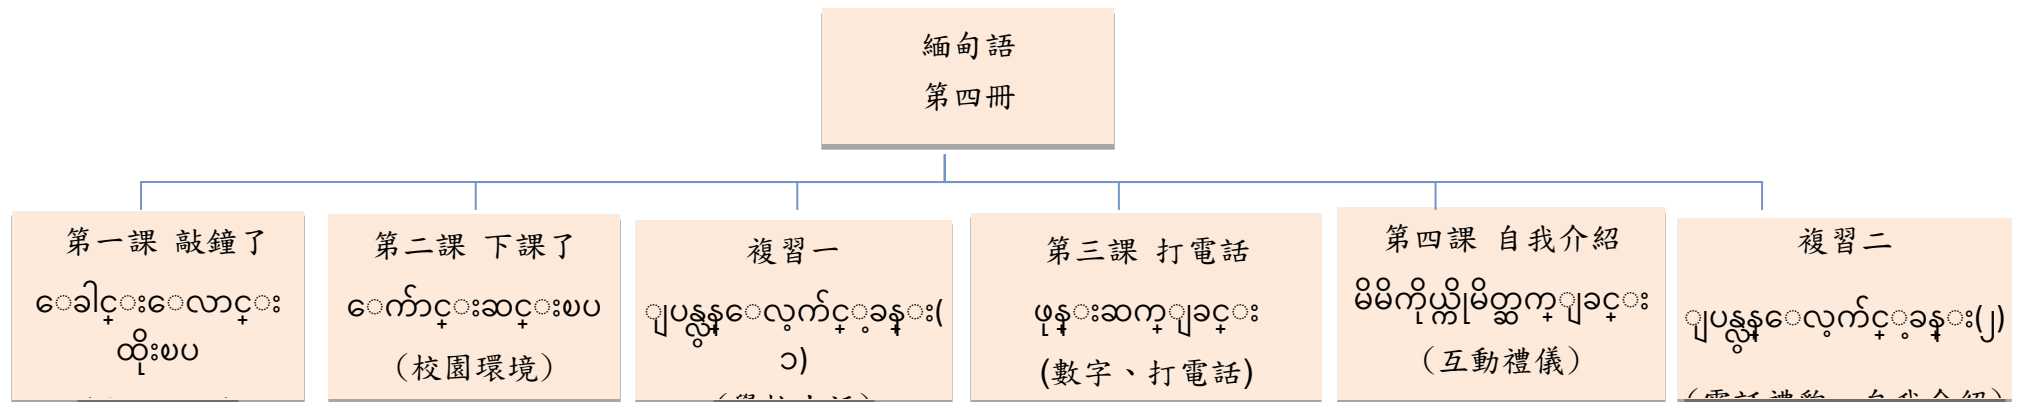 緬甸語
第四冊
第一課 敲鐘了
ေခါင္းေလာင္း
ထိုးၿပ
第二課 下課了
ေက်ာင္းဆင္းၿပ
(校園環境)
複習一
ျပန္လွန္ေလ့က်င့္ခန္း(
၁)
第三課 打電話
ဖုန္းဆက္ျခင္း
(數字、打電話)
第四課 自我介紹
မိမိကိုယ္ကိုမိတ္ဆက္ျခင္း
(互動禮儀)
複習二
ျပန္လွန္ေလ့က်င့္ခန္း(၂)